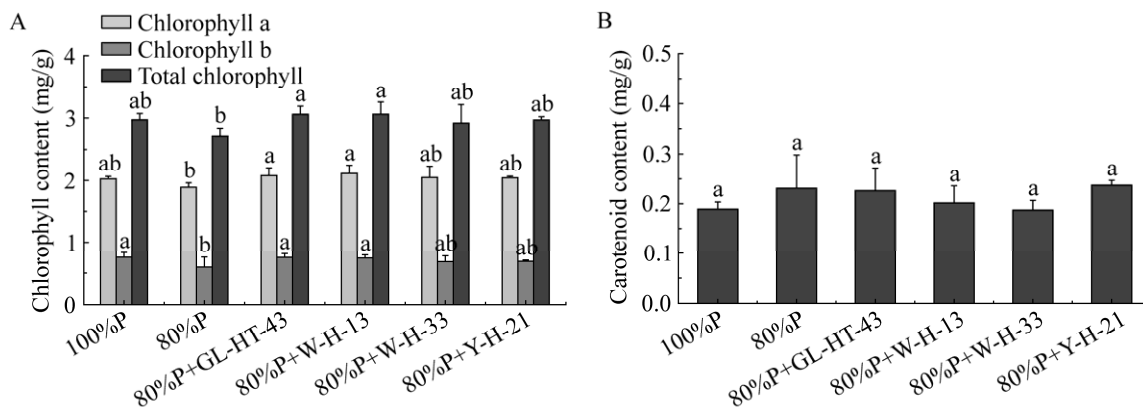 A
Chlorophyll a
Chlorophyll b
Total chlorophyll
Chlorophyll content (mg/g)
4
3
2
1
0
ab
a
ab
b
b
b
a
a
a
a
a
a
ab
ab
ab
ab
ab
ab
100%P
80%P
80%P+GL-HT-43
80%P+W-H-13
80%P+W-H-33
80%P+Y-H-21
B
Carotenoid content (mg/g)
0.5
0.4
0.3
0.2
0.1
0.0
a
a
a
a
a
a
100%P
80%P
80%P+GL-HT-43
80%P+W-H-13
80%P+W-H-33
80%P+Y-H-21